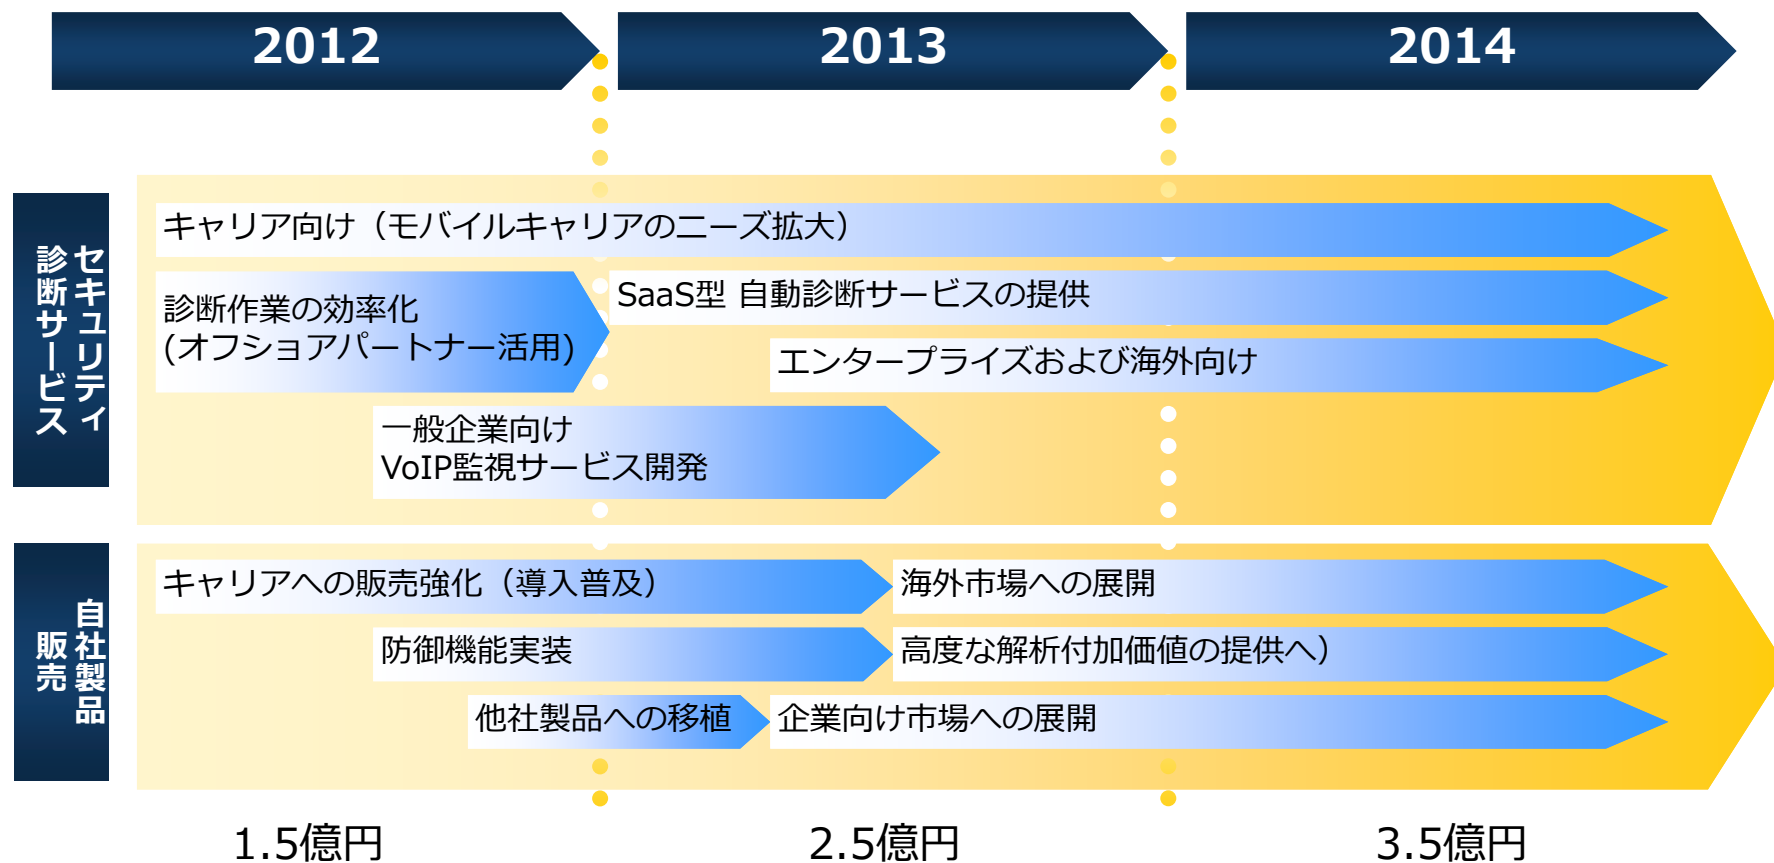 2012
2013
2014
セキュリティ
診断サービス
キャリア向け（モバイルキャリアのニーズ拡大）
診断作業の効率化
(オフショアパートナー活用)
SaaS型 自動診断サービスの提供
エンタープライズおよび海外向け
一般企業向け
VoIP監視サービス開発
自社製品
販売
キャリアへの販売強化（導入普及）
海外市場への展開
防御機能実装
高度な解析付加価値の提供へ）
他社製品への移植
企業向け市場への展開
1.5億円
2.5億円
3.5億円